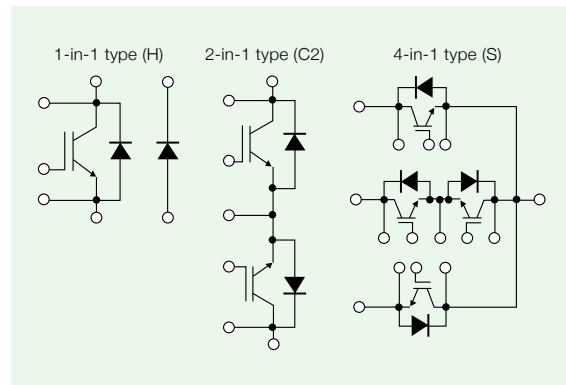 1-in-1 type (H)
2-in-1 type (C2)
4-in-1 type (S)